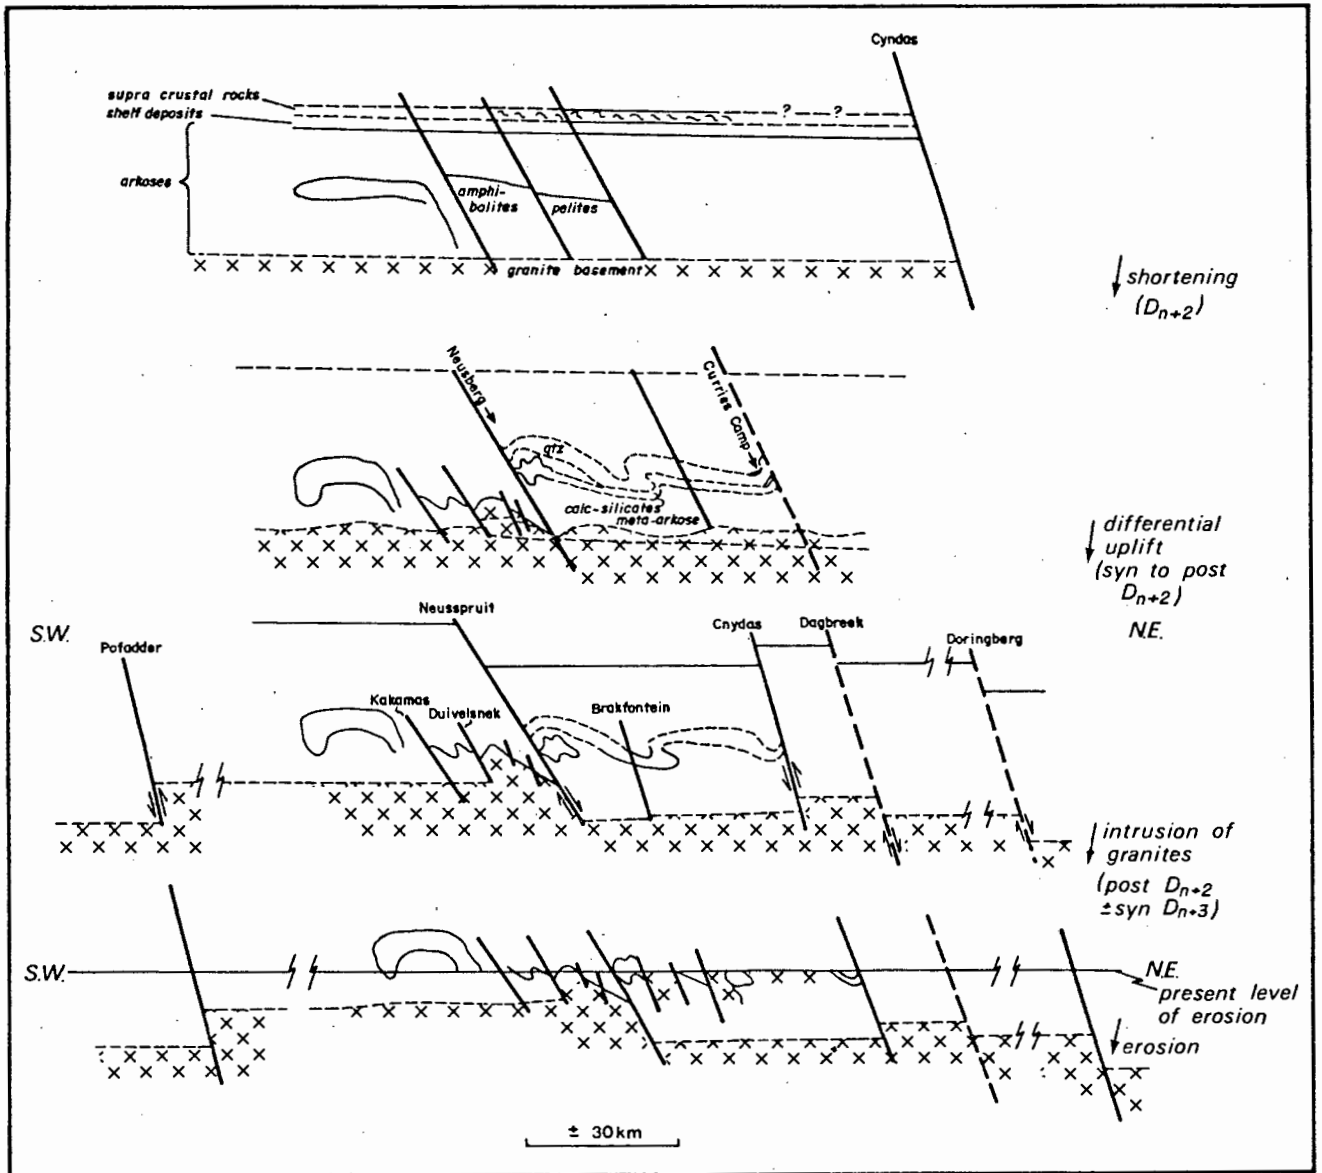 Cyndas
supra crustal rocks
shelf deposits
? ?
arkoses
amphi-
bolites
pelites
granite basement
shortening
(Dn+2)
Neusberg
Curries Camp
qtz
calc-silicates
meta-arkose
differential
uplift
(syn to post
Dn+2)
S.W.
N.E.
Neusspruit
Pofadder
Cnydas
Dagbreek
Doringberg
Kakamas
Duivelsnek
Brakfontein
intrusion of
granites
(post Dn+2
±syn Dn+3)
S.W.
N.E.
present level
of erosion
erosion
± 30km